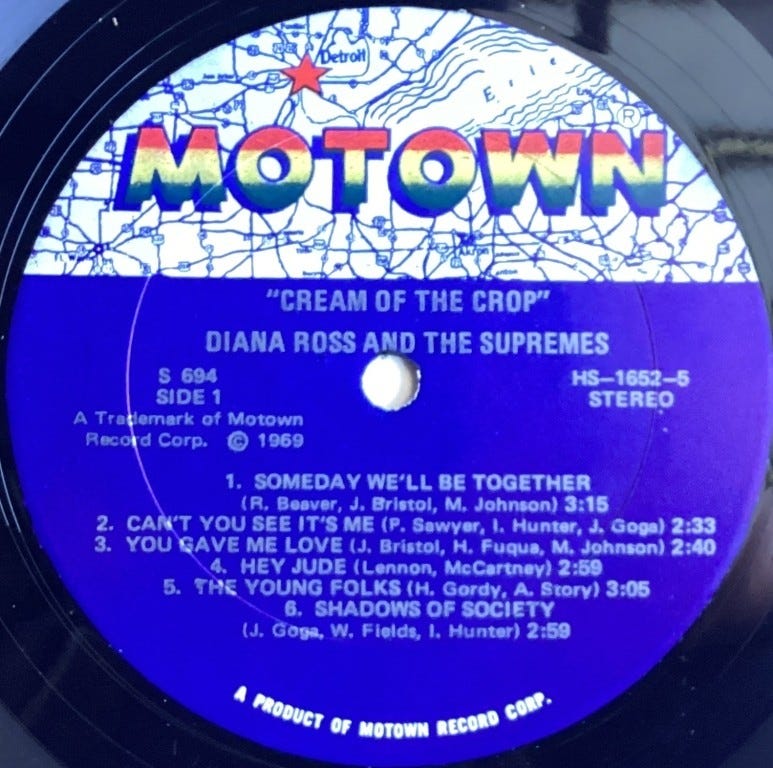 Detroit
Erie
MOTOWN®
"CREAM OF THE CROP"
DIANA ROSS AND THE SUPREMES
S 694
SIDE 1
HS-1652-5
STEREO
A Trademark of Motown
Record Corp. © 1969
1. SOMEDAY WE'LL BE TOGETHER
(R. Beaver, J. Bristol, M. Johnson) 3:15
2. CAN'T YOU SEE IT'S ME (P. Sawyer, I. Hunter, J. Goga) 2:33
3. YOU GAVE ME LOVE (J. Bristol, H. Fuqua, M. Johnson) 2:40
4. HEY JUDE (Lennon, McCartney) 2:59
5. THE YOUNG FOLKS (H. Gordy, A. Story) 3:05
6. SHADOWS OF SOCIETY
(J. Goga, W. Fields, I. Hunter) 2:59
A PRODUCT OF MOTOWN RECORD CORP.